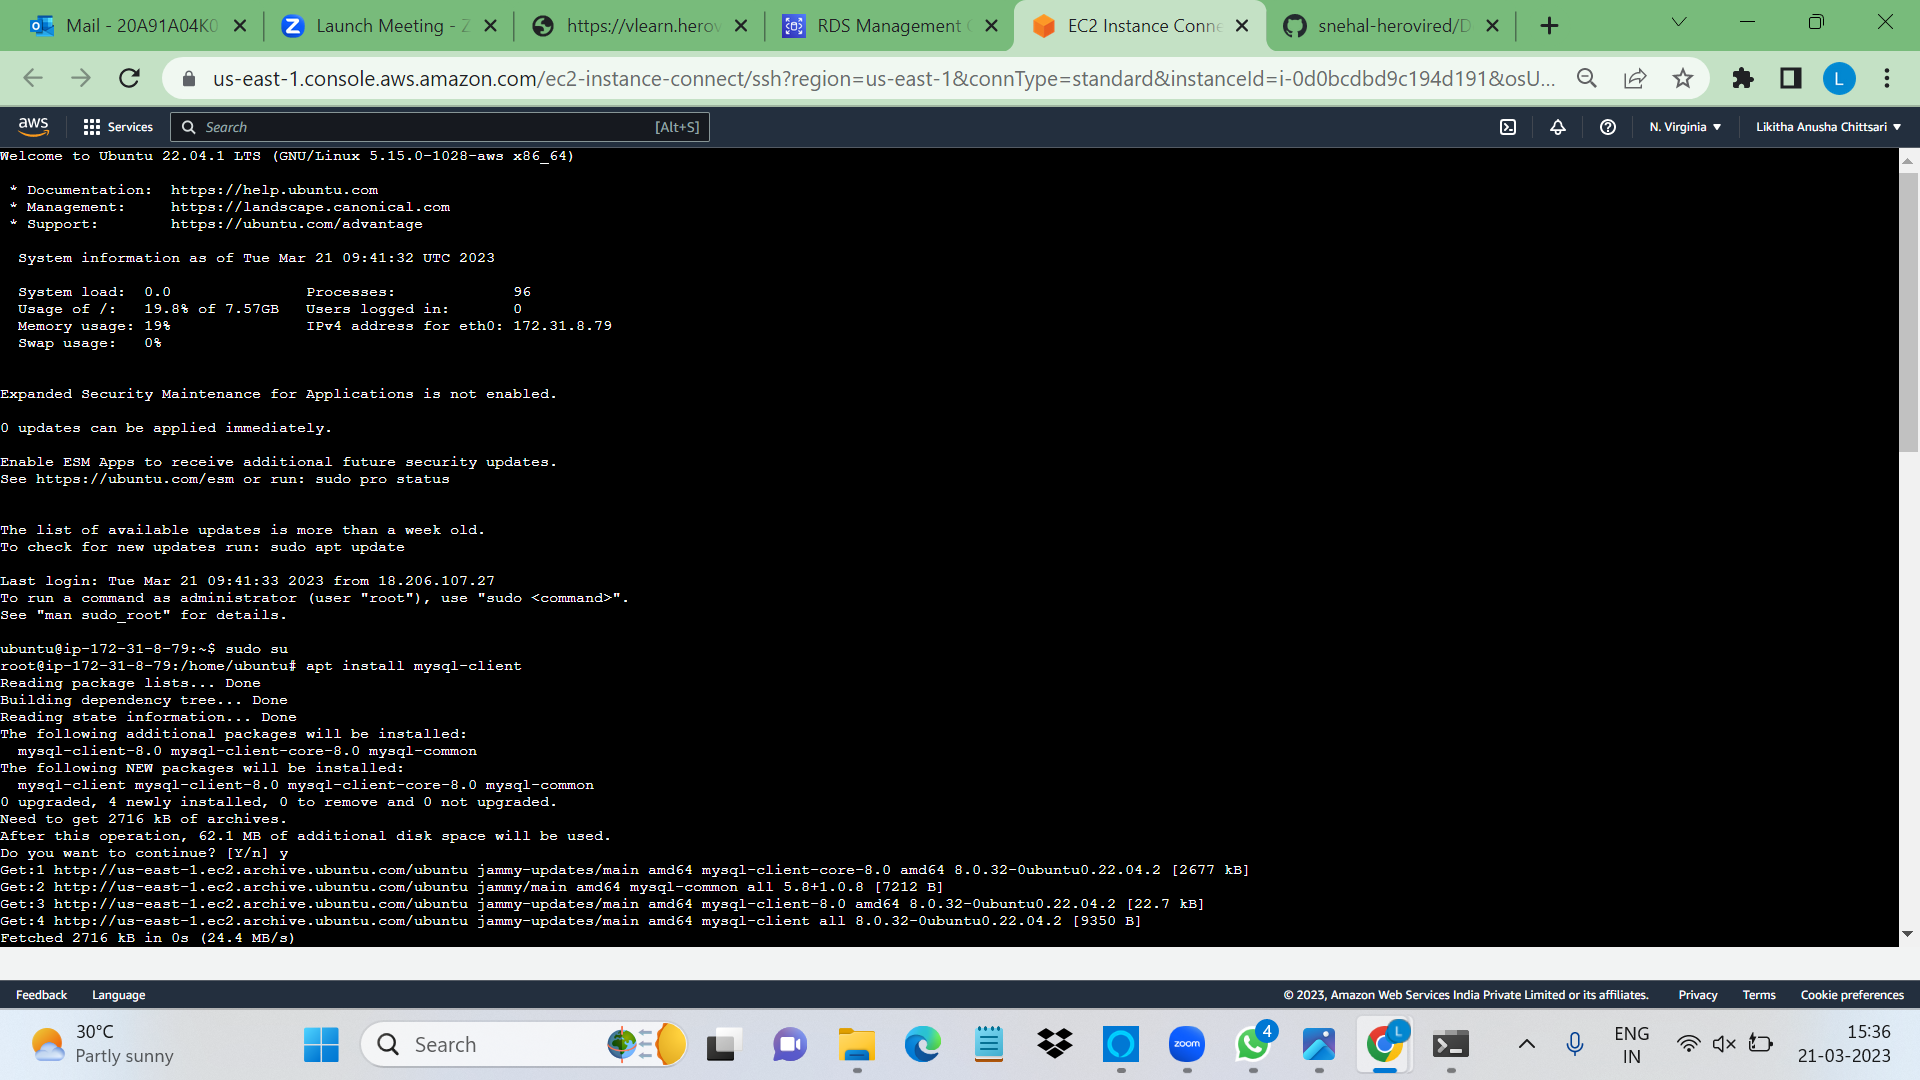 Mail - 20A91A04K0
Launch Meeting - Z
https://vlearn.herov
RDS Management C
EC2 Instance Conne
snehal-herovired/D
us-east-1.console.aws.amazon.com/ec2-instance-connect/ssh?region=us-east-1&connType=standard&instanceId=i-0d0bcdbd9c194d191&osU...
L
aws
Services
Search
[Alt+S]
N. Virginia
Likitha Anusha Chittsari
Welcome to Ubuntu 22.04.1 LTS (GNU/Linux 5.15.0-1028-aws x86_64)
* Documentation: https://help.ubuntu.com
* Management: https://landscape.canonical.com
* Support: https://ubuntu.com/advantage
System information as of Tue Mar 21 09:41:32 UTC 2023
System load: 0.0 Processes: 96
Usage of /: 19.8% of 7.57GB Users logged in: 0
Memory usage: 19% IPv4 address for eth0: 172.31.8.79
Swap usage: 0%
Expanded Security Maintenance for Applications is not enabled.
0 updates can be applied immediately.
Enable ESM Apps to receive additional future security updates.
See https://ubuntu.com/esm or run: sudo pro status
The list of available updates is more than a week old.
To check for new updates run: sudo apt update
Last login: Tue Mar 21 09:41:33 2023 from 18.206.107.27
To run a command as administrator (user "root"), use "sudo <command>".
See "man sudo_root" for details.
ubuntu@ip-172-31-8-79:~$ sudo su
root@ip-172-31-8-79:/home/ubuntu# apt install mysql-client
Reading package lists... Done
Building dependency tree... Done
Reading state information... Done
The following additional packages will be installed:
mysql-client-8.0 mysql-client-core-8.0 mysql-common
The following NEW packages will be installed:
mysql-client mysql-client-8.0 mysql-client-core-8.0 mysql-common
0 upgraded, 4 newly installed, 0 to remove and 0 not upgraded.
Need to get 2716 kB of archives.
After this operation, 62.1 MB of additional disk space will be used.
Do you want to continue? [Y/n] y
Get:1 http://us-east-1.ec2.archive.ubuntu.com/ubuntu jammy-updates/main amd64 mysql-client-core-8.0 amd64 8.0.32-0ubuntu0.22.04.2 [2677 kB]
Get:2 http://us-east-1.ec2.archive.ubuntu.com/ubuntu jammy/main amd64 mysql-common all 5.8+1.0.8 [7212 B]
Get:3 http://us-east-1.ec2.archive.ubuntu.com/ubuntu jammy-updates/main amd64 mysql-client-8.0 amd64 8.0.32-0ubuntu0.22.04.2 [22.7 kB]
Get:4 http://us-east-1.ec2.archive.ubuntu.com/ubuntu jammy-updates/main amd64 mysql-client all 8.0.32-0ubuntu0.22.04.2 [9350 B]
Fetched 2716 kB in 0s (24.4 MB/s)
Feedback
Language
© 2023, Amazon Web Services India Private Limited or its affiliates.
Privacy
Terms
Cookie preferences
30°C
Partly sunny
Search
zoom
4
L
ENG
IN
15:36
21-03-2023